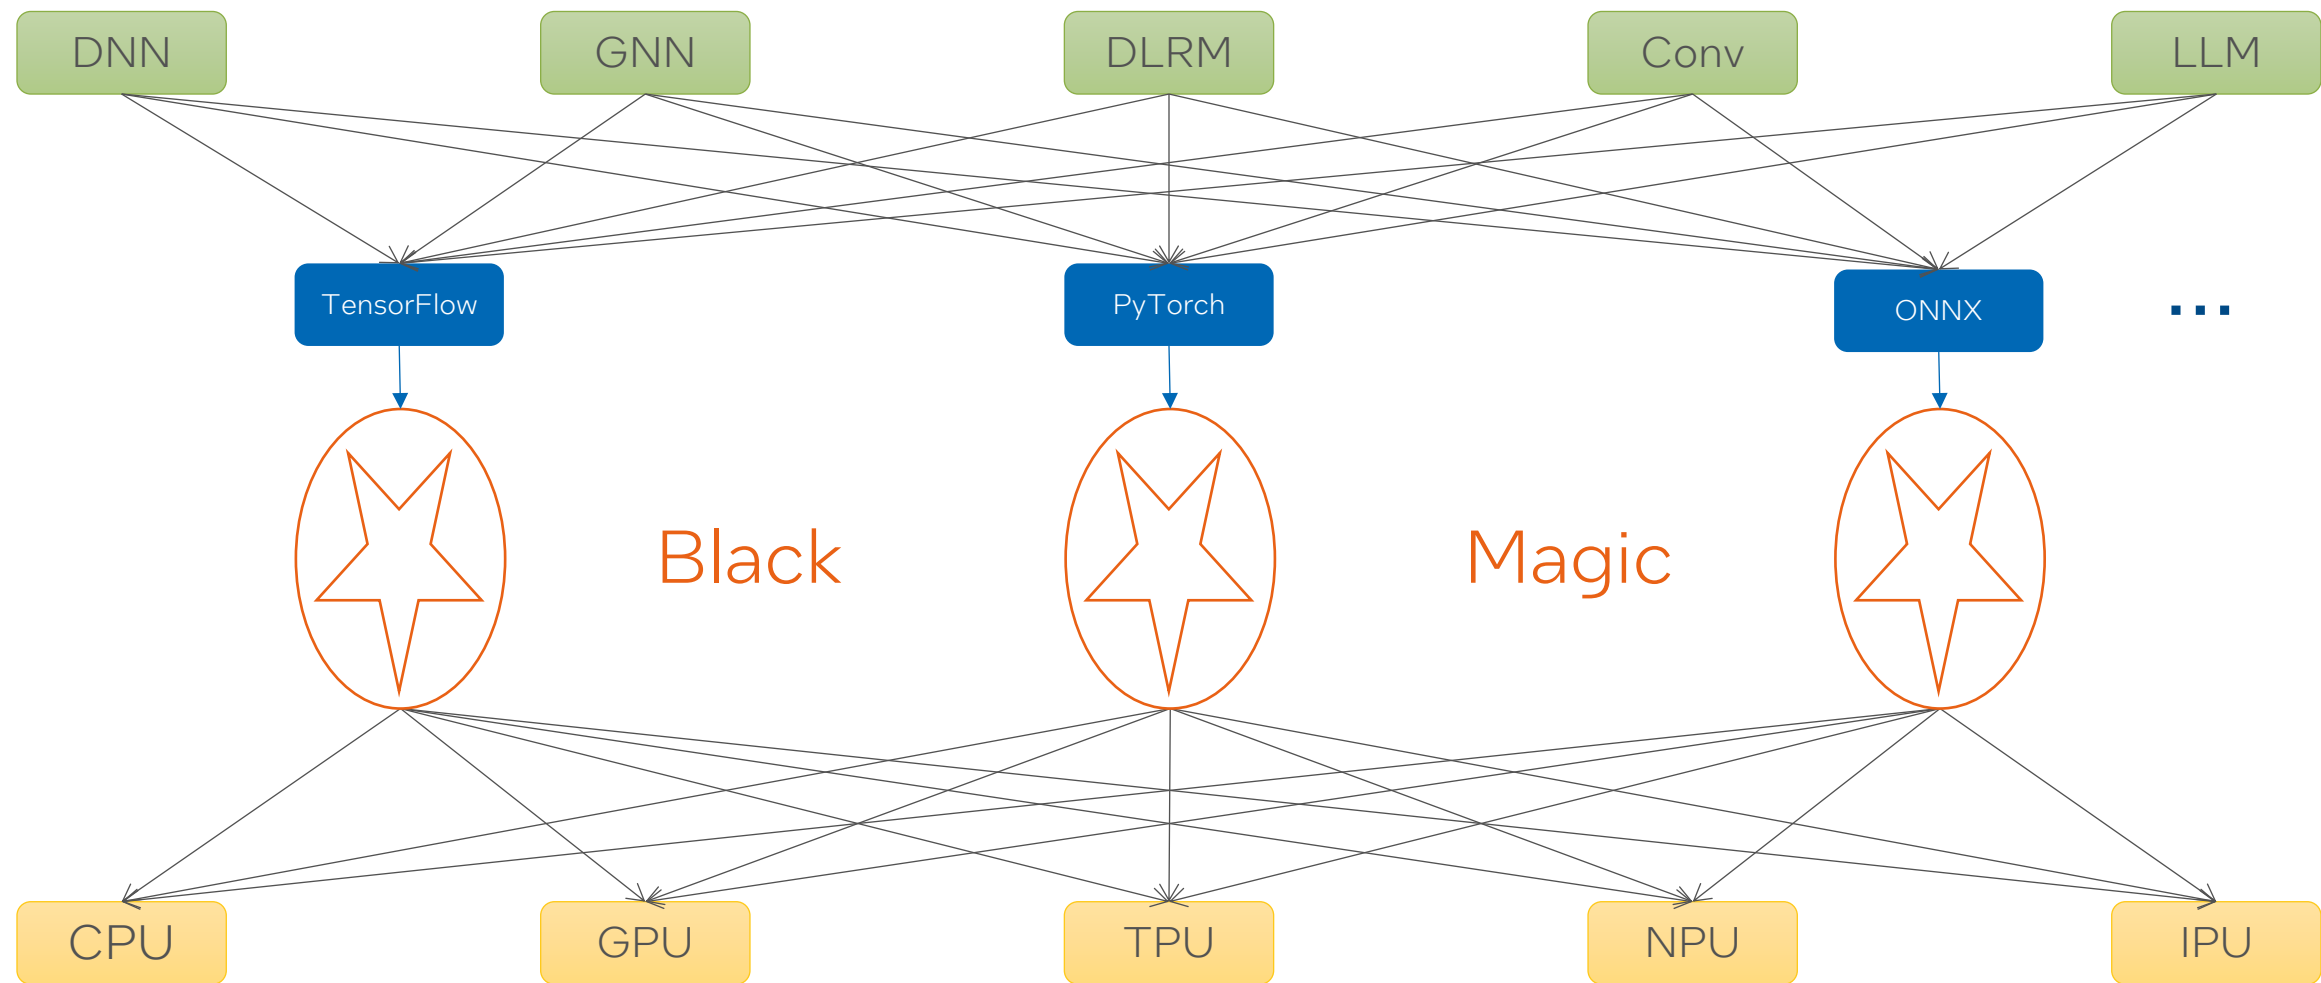 DNN
GNN
DLRM
Conv
LLM
TensorFlow
PyTorch
ONNX
...
Black
Magic
CPU
GPU
TPU
NPU
IPU